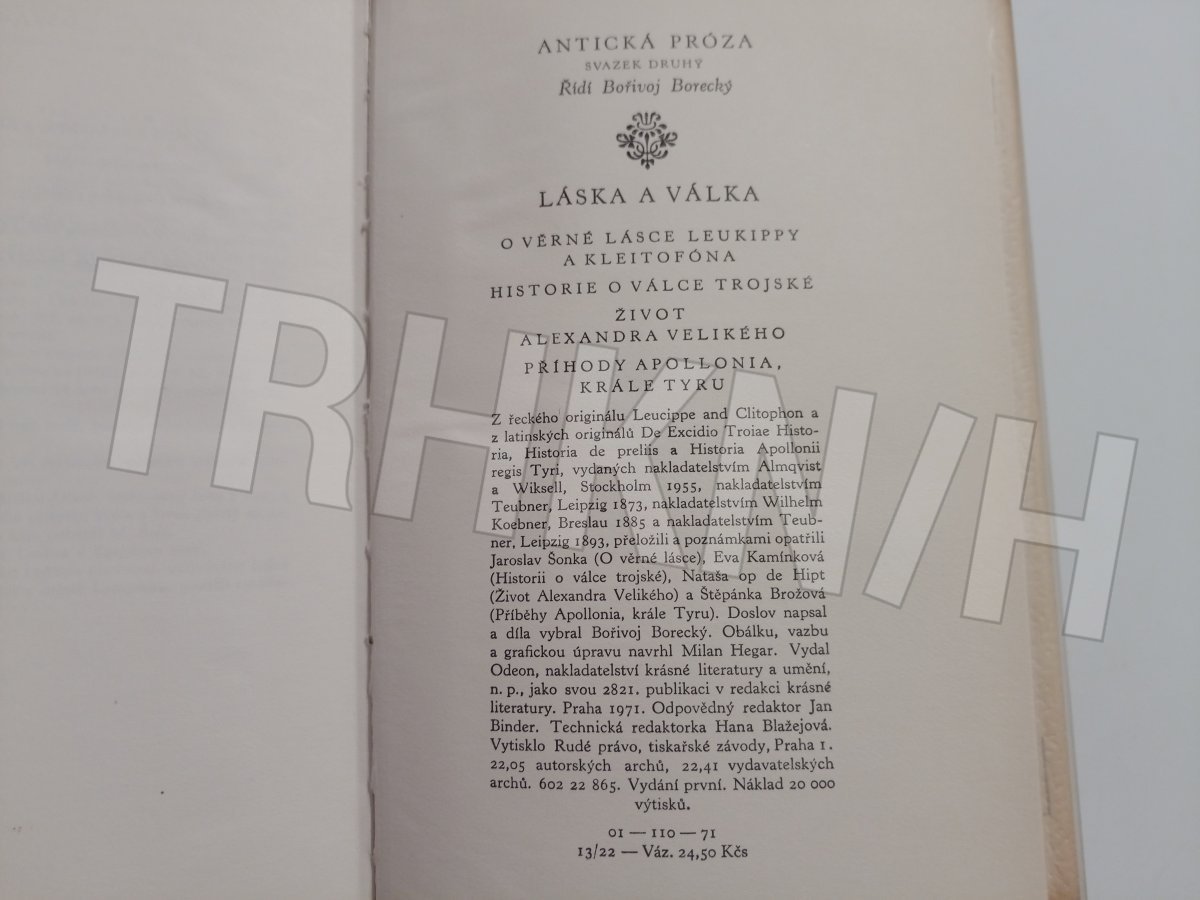 ANTICKÁ PRÓZA
SVAZEK DRUHÝ
Řídí Bořivoj Borecký
LÁSKA A VÁLKA
O VĚRNÉ LÁSCE LEUKIPPY
A KLEITOFÓNA
HISTORIE O VÁLCE TROJSKÉ
ŽIVOT
ALEXANDRA VELIKÉHO
PŘÍHODY APOLLONIA,
KRÁLE TYRU
Z řeckého originálu Leucippe and Clitophon a
z latinských originálů De Excidio Troiae Histo-
ria, Historia de preliis a Historia Apollonii
regis Tyri, vydaných nakladatelstvím Almqvist
a Wiksell, Stockholm 1955, nakladatelstvím
Teubner, Leipzig 1873, nakladatelstvím Wilhelm
Koebner, Breslau 1885 a nakladatelstvím Teub-
ner, Leipzig 1893, přeložili a poznámkami opatřili
Jaroslav Šonka (O věrné lásce), Eva Kamínková
(Historii o válce trojské), Nataša op de Hipt
(Život Alexandra Velikého) a Štěpánka Brožová
(Příběhy Apollonia, krále Tyru). Doslov napsal
a díla vybral Bořivoj Borecký. Obálku, vazbu
a grafickou úpravu navrhl Milan Hegar. Vydal
Odeon, nakladatelství krásné literatury a umění,
n. p., jako svou 2821. publikaci v redakci krásné
literatury. Praha 1971. Odpovědný redaktor Jan
Binder. Technická redaktorka Hana Blažejová.
Vytisklo Rudé právo, tiskařské závody, Praha 1.
22,05 autorských archů, 22,41 vydavatelských
archů. 602 22 865. Vydání první. Náklad 20 000
výtisků.
01 — 110 — 71
13/22 — Váz. 24,50 Kčs
TRHKNIH